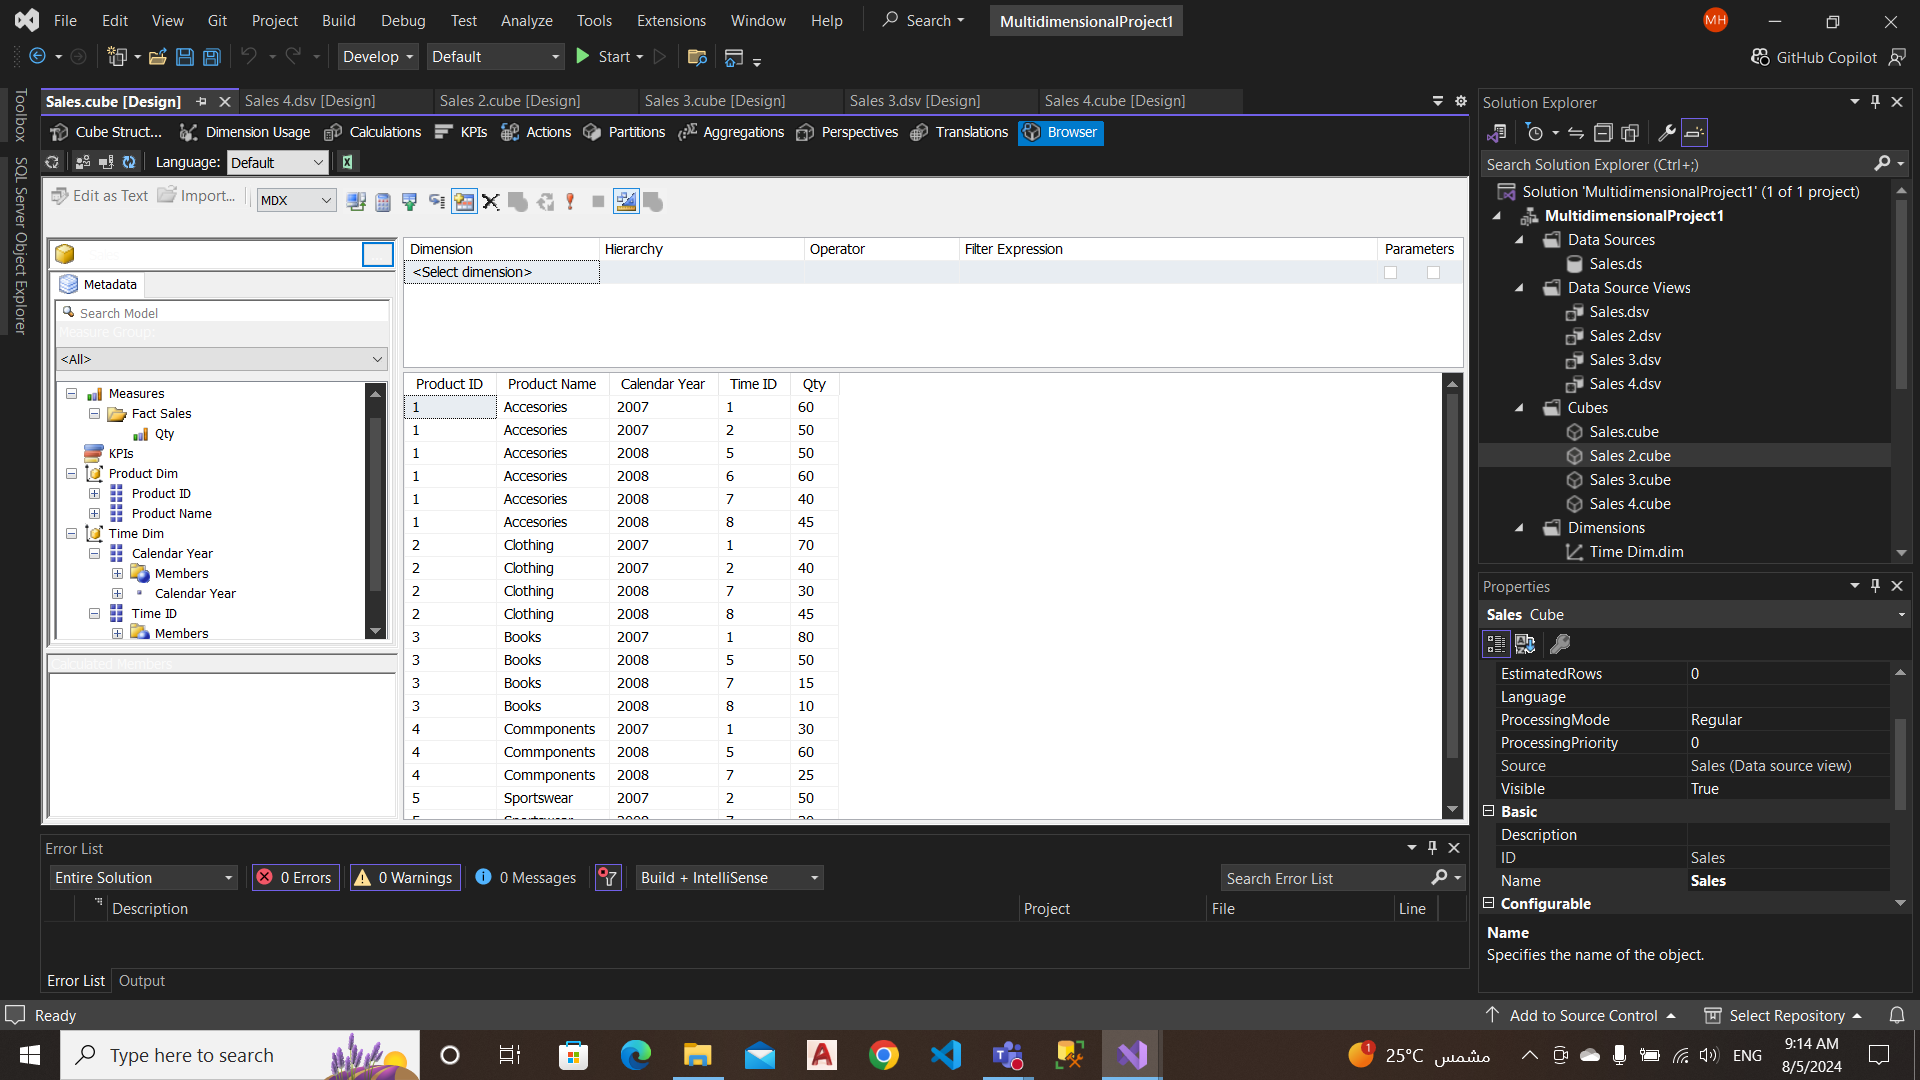 File Edit View Git Project Build Debug Test Analyze Tools Extensions Window Help Search MultidimensionalProject1 MH
Develop Default Start GitHub Copilot
Toolbox
SQL Server Object Explorer
Sales.cube [Design] Sales 4.dsv [Design] Sales 2.cube [Design] Sales 3.cube [Design] Sales 3.dsv [Design] Sales 4.cube [Design]
Cube Struct... Dimension Usage Calculations KPIs Actions Partitions Aggregations Perspectives Translations Browser
Language: Default
Edit as Text Import... MDX
Metadata
Search Model
Measure Group:
<All>
Measures
Fact Sales
Qty
KPIs
Product Dim
Product ID
Product Name
Time Dim
Calendar Year
Members
Calendar Year
Time ID
Members
Calculated Members
Dimension Hierarchy Operator Filter Expression Parameters
<Select dimension>
Product ID Product Name Calendar Year Time ID Qty
1 Accesories 2007 1 60
1 Accesories 2007 2 50
1 Accesories 2008 5 50
1 Accesories 2008 6 60
1 Accesories 2008 7 40
1 Accesories 2008 8 45
2 Clothing 2007 1 70
2 Clothing 2007 2 40
2 Clothing 2008 7 30
2 Clothing 2008 8 45
3 Books 2007 1 80
3 Books 2008 5 50
3 Books 2008 7 15
3 Books 2008 8 10
4 Commponents 2007 1 30
4 Commponents 2008 5 60
4 Commponents 2008 7 25
5 Sportswear 2007 2 50
Error List
Entire Solution 0 Errors 0 Warnings 0 Messages Build + IntelliSense Search Error List
Description Project File Line
Error List Output
Solution Explorer
Search Solution Explorer (Ctrl+;)
Solution 'MultidimensionalProject1' (1 of 1 project)
MultidimensionalProject1
Data Sources
Sales.ds
Data Source Views
Sales.dsv
Sales 2.dsv
Sales 3.dsv
Sales 4.dsv
Cubes
Sales.cube
Sales 2.cube
Sales 3.cube
Sales 4.cube
Dimensions
Time Dim.dim
Properties
Sales Cube
EstimatedRows 0
Language
ProcessingMode Regular
ProcessingPriority 0
Source Sales (Data source view)
Visible True
Basic
Description
ID Sales
Name Sales
Configurable
Name
Specifies the name of the object.
Ready Add to Source Control Select Repository
Type here to search 1 25°C مشمس ENG 9:14 AM
8/5/2024